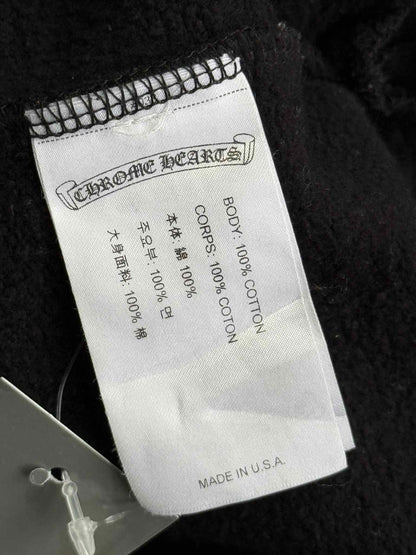 CHROME HEARTS
BODY: 100% COTTON
CORPS: 100% COTON
本体: 綿 100%
주요부: 100% 면
大身面料: 100% 棉
MADE IN U.S.A.